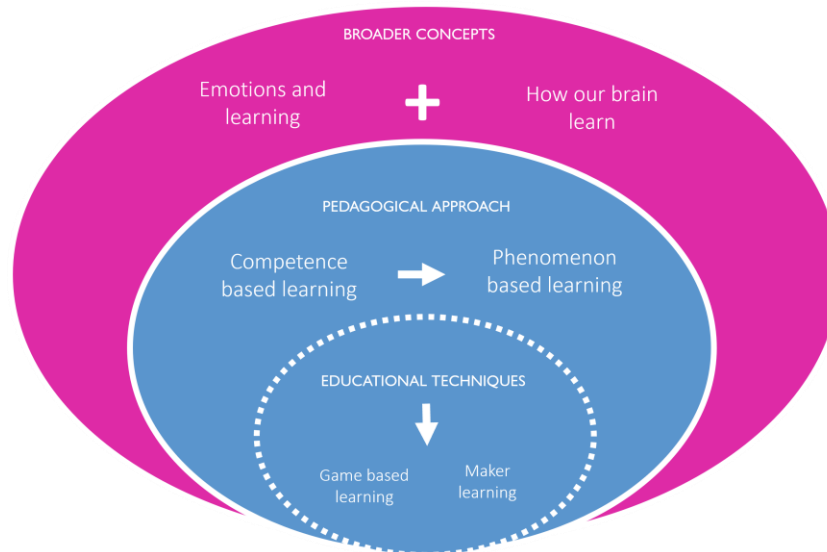 BROADER CONCEPTS
Emotions and
learning
+
How our brain
learn
PEDAGOGICAL APPROACH
Competence
based learning
Phenomenon
based learning
EDUCATIONAL TECHNIQUES
Game based
learning
Maker
learning